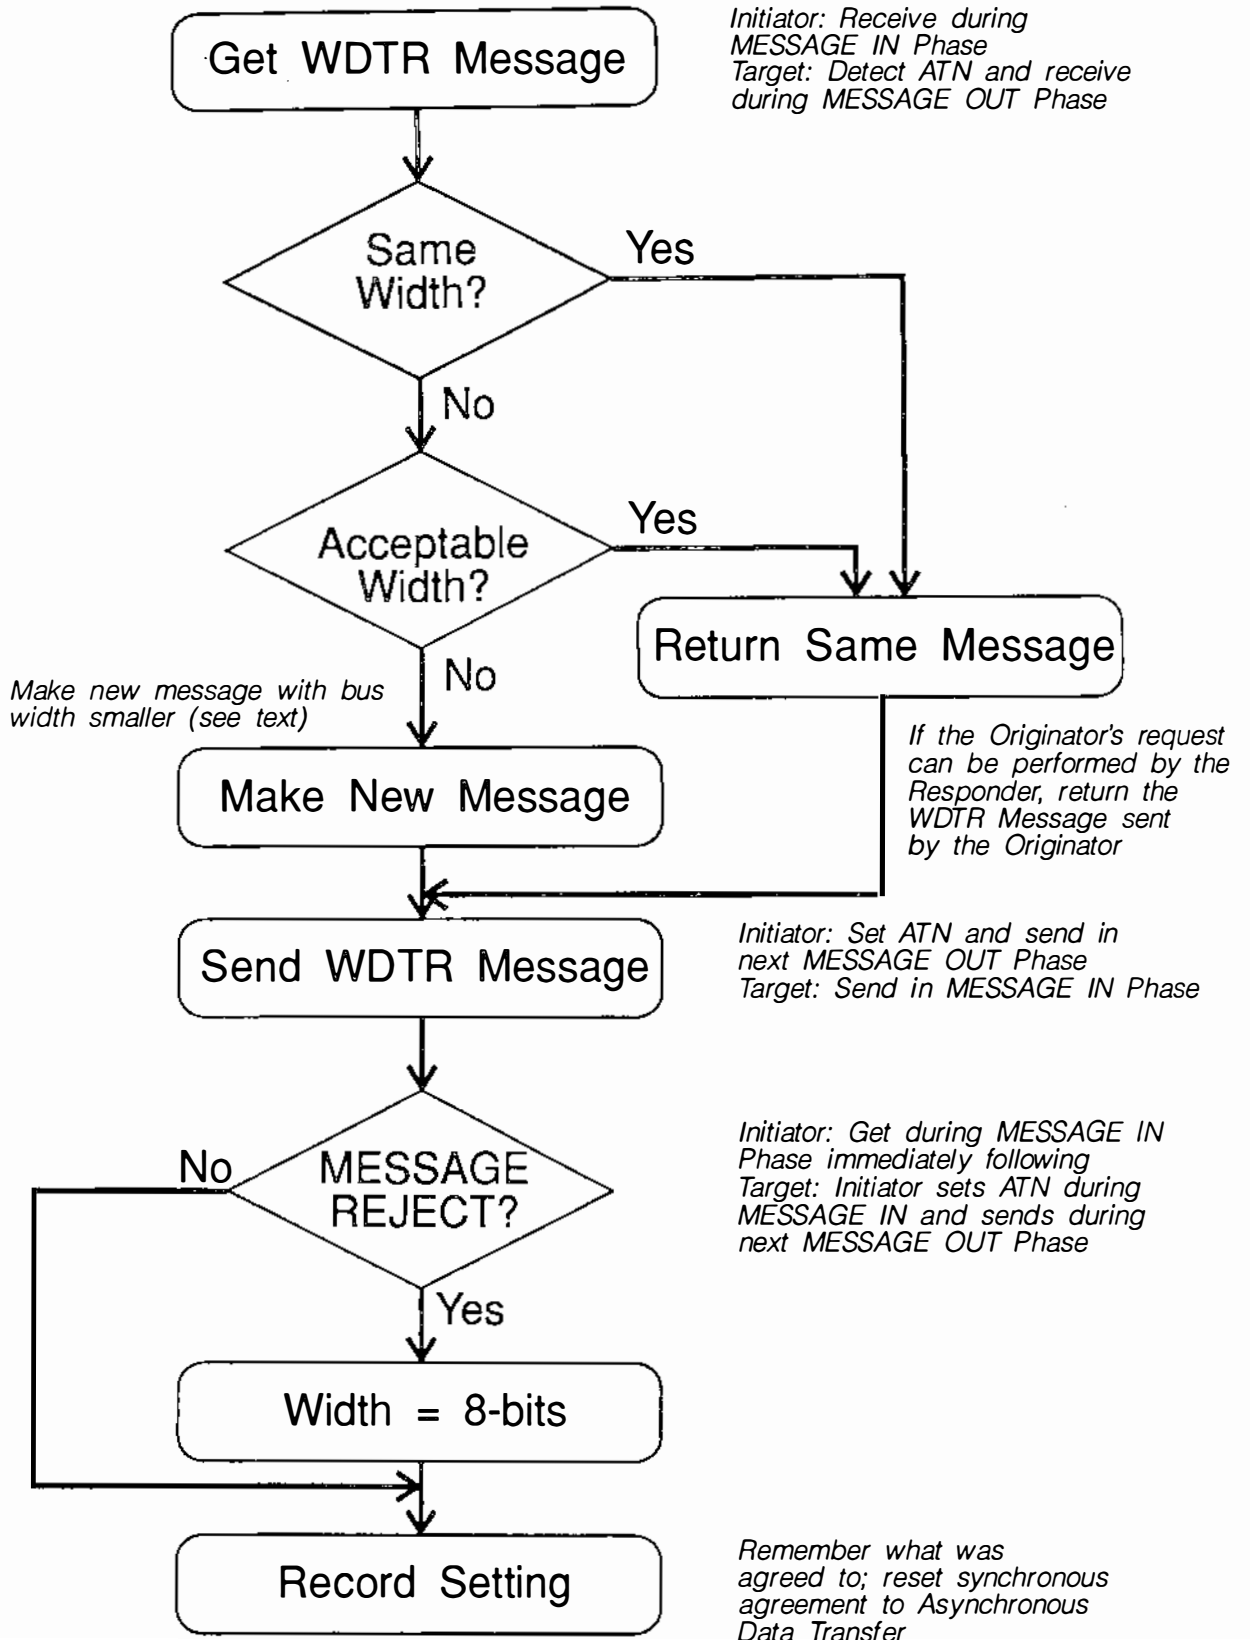 Get WDTR Message
Initiator: Receive during
MESSAGE IN Phase
Target: Detect ATN and receive
during MESSAGE OUT Phase
Same
Width?
Yes
No
Acceptable
Width?
Yes
Return Same Message
No
Make new message with bus
width smaller (see text)
If the Originator's request
can be performed by the
Responder, return the
WDTR Message sent
by the Originator
Make New Message
Send WDTR Message
Initiator: Set ATN and send in
next MESSAGE OUT Phase
Target: Send in MESSAGE IN Phase
MESSAGE
REJECT?
No
Initiator: Get during MESSAGE IN
Phase immediately following
Target: Initiator sets ATN during
MESSAGE IN and sends during
next MESSAGE OUT Phase
Yes
Width = 8-bits
Record Setting
Remember what was
agreed to; reset synchronous
agreement to Asynchronous
Data Transfer